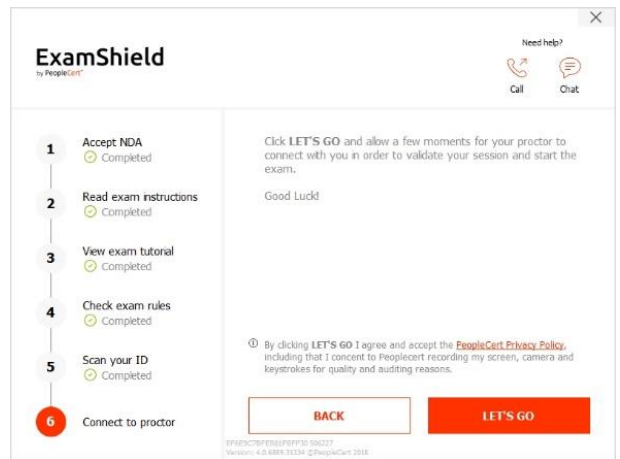 Need help?
ExamShield
by PeopleCert
Call
Chat
1
Accept NDA
Completed
2
Read exam instructions
Completed
3
View exam tutorial
Completed
4
Check exam rules
Completed
5
Scan your ID
Completed
6
Connect to proctor
Click LET'S GO and allow a few moments for your proctor to
connect with you in order to validate your session and start the
exam.
Good Luck!
By clicking LET'S GO I agree and accept the PeopleCert Privacy Policy,
including that I consent to Peoplecert recording my screen, camera and
keystrokes for quality and auditing reasons.
BACK
LET'S GO
©PeopleCert 2018